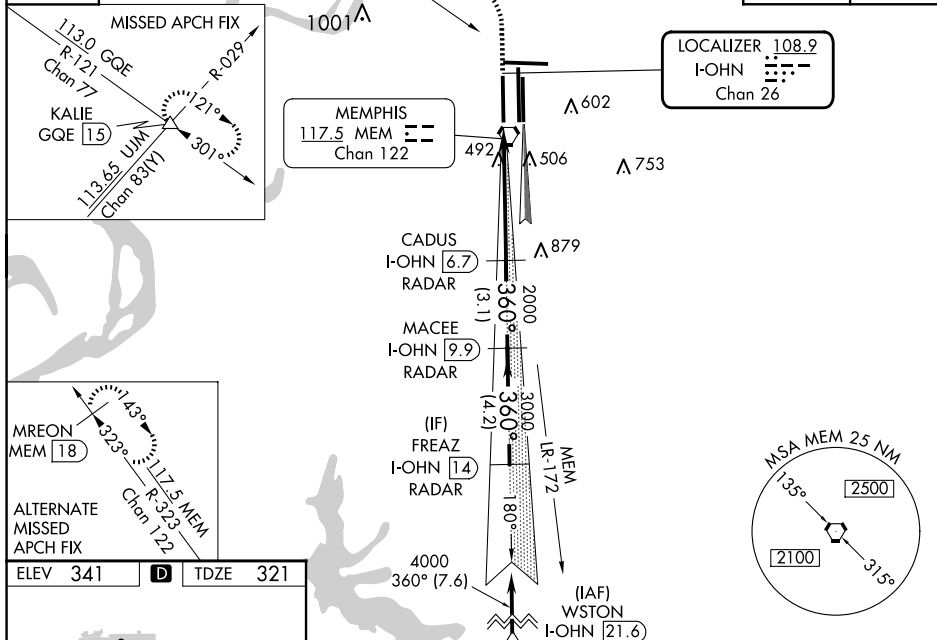 MISSED APCH FIX
113.0 GQE
R-121
Chan 77
R-029
KALIE
GQE 15
121°
301°
113.65 UJM
Chan 83(Y)
1001
LOCALIZER 108.9
I-OHN
Chan 26
MEMPHIS
117.5 MEM
Chan 122
602
492
506
753
879
CADUS
I-OHN 6.7
RADAR
360°
(3.1)
2000
MACEE
I-OHN 9.9
RADAR
360°
(4.2)
3000
(IF)
FREAZ
I-OHN 14
RADAR
MEM
LR-172
180°
4000
360° (7.6)
(IAF)
WSTON
I-OHN 21.6
MREON
MEM 18
143°
323°
117.5 MEM
R-323
Chan 122
ALTERNATE
MISSED
APCH FIX
MSA MEM 25 NM
135°
2500
2100
315°
ELEV 341 D TDZE 321